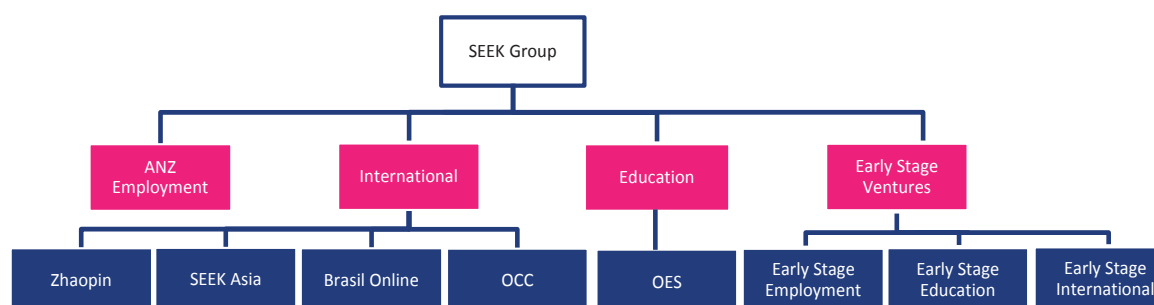 SEEK Group
ANZ
Employment
International
Education
Early Stage
Ventures
Zhaopin
SEEK Asia
Brasil Online
OCC
OES
Early Stage
Employment
Early Stage
Education
Early Stage
International